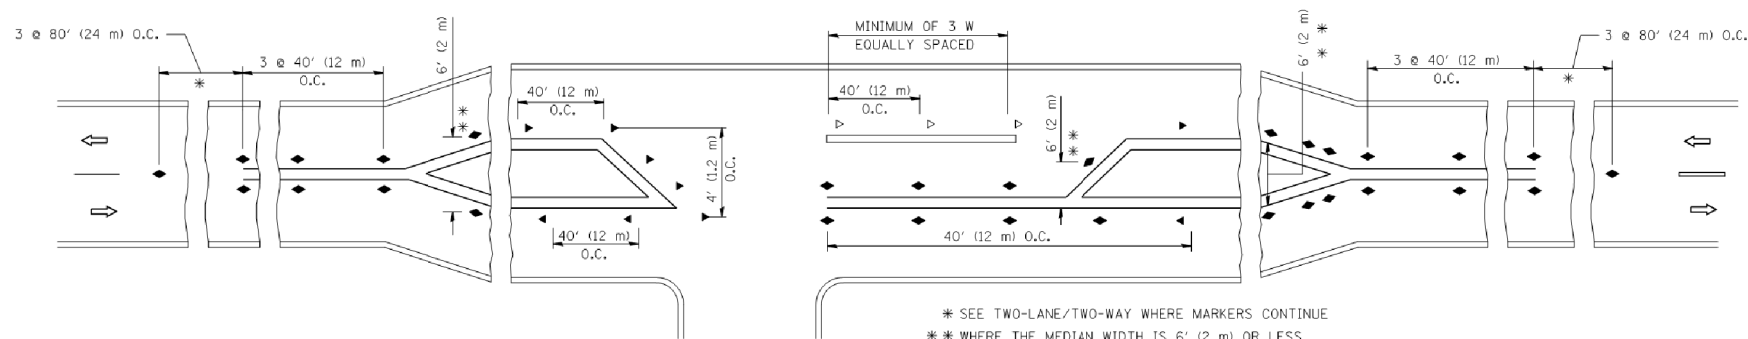 3 @ 80' (24 m) O.C.
3 @ 40' (12 m)
O.C.
*
6' (2 m)
* *
40' (12 m)
O.C.
4' (1.2 m)
O.C.
40' (12 m)
O.C.
MINIMUM OF 3 W
EQUALLY SPACED
40' (12 m)
O.C.
6' (2 m)
* *
40' (12 m) O.C.
6' (2 m)
* *
3 @ 40' (12 m)
O.C.
3 @ 80' (24 m) O.C.
*
* SEE TWO-LANE/TWO-WAY WHERE MARKERS CONTINUE
* * WHERE THE MEDIAN WIDTH IS 6' (2 m) OR LESS